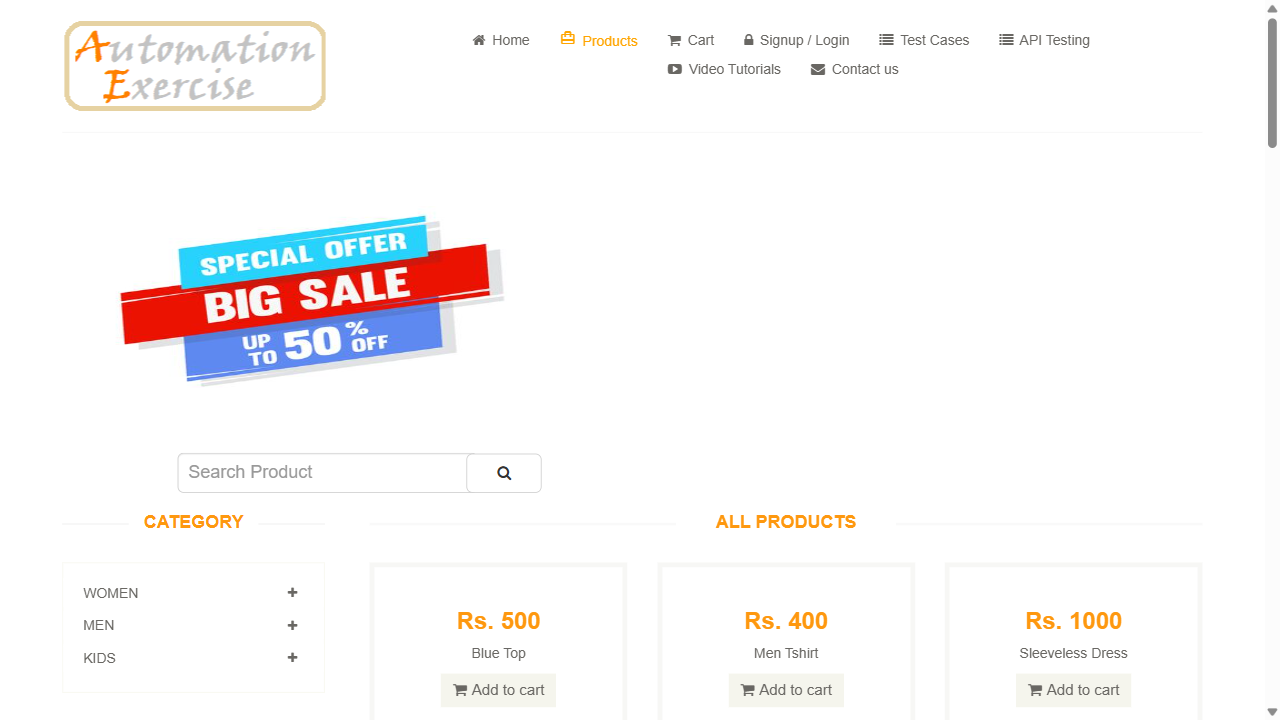 Automation
Exercise
Home
Products
Cart
Signup / Login
Test Cases
API Testing
Video Tutorials
Contact us
SPECIAL OFFER
BIG SALE
UP TO 50% OFF
Search Product
CATEGORY
ALL PRODUCTS
WOMEN
MEN
KIDS
Rs. 500
Blue Top
Add to cart
Rs. 400
Men Tshirt
Add to cart
Rs. 1000
Sleeveless Dress
Add to cart